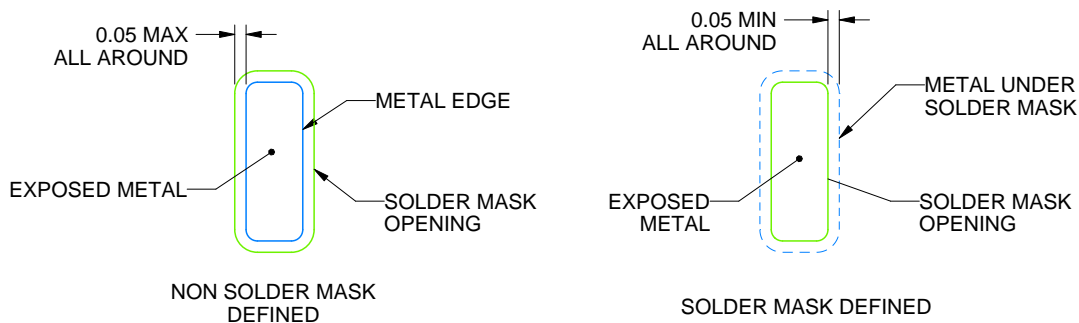 0.05 MAX
ALL AROUND
METAL EDGE
EXPOSED METAL
SOLDER MASK
OPENING
NON SOLDER MASK
DEFINED
0.05 MIN
ALL AROUND
METAL UNDER
SOLDER MASK
EXPOSED
METAL
SOLDER MASK
OPENING
SOLDER MASK DEFINED